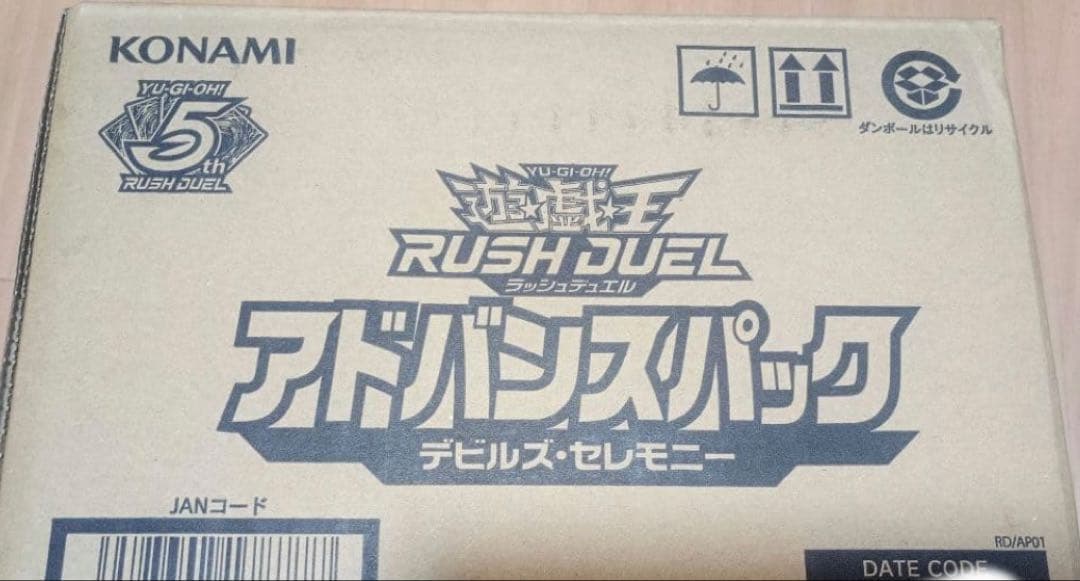 KONAMI
YU-GI-OH!
5th
RUSH DUEL
ダンボールはリサイクル
YU-GI-OH!
遊☆戯☆王
RUSH DUEL
ラッシュデュエル
アドバンスパック
デビルズ・セレモニー
JANコード
RD/AP01
DATE CODE